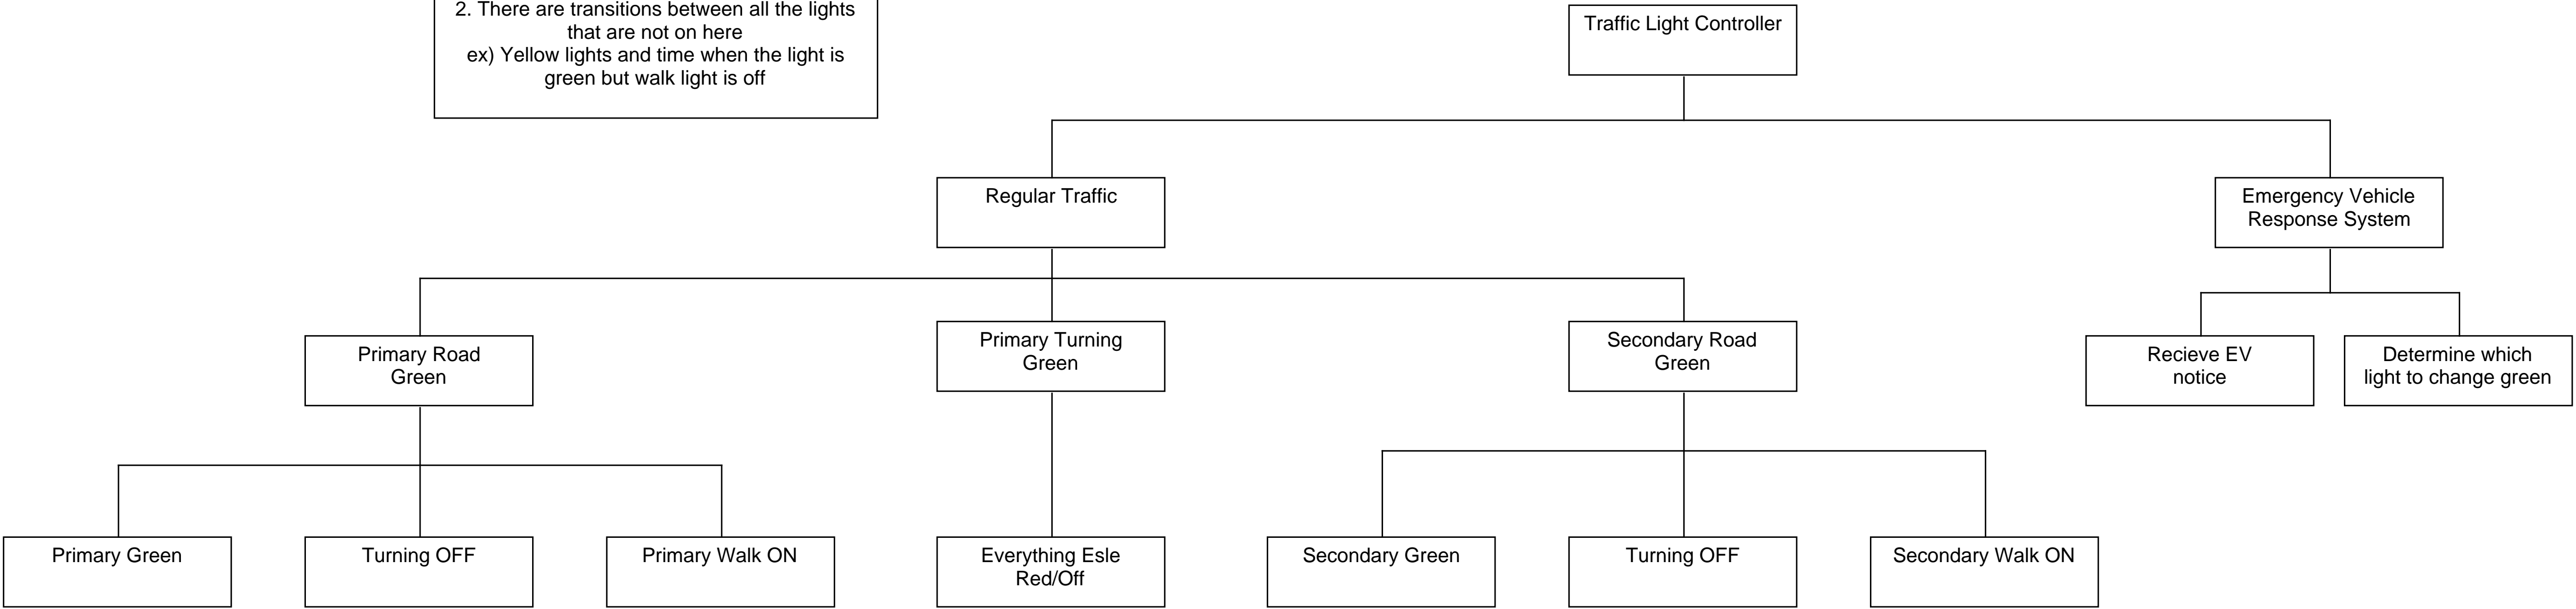 2. There are transitions between all the lights
that are not on here
ex) Yellow lights and time when the light is
green but walk light is off
Traffic Light Controller
Regular Traffic
Emergency Vehicle
Response System
Primary Road
Green
Primary Turning
Green
Secondary Road
Green
Recieve EV
notice
Determine which
light to change green
Primary Green
Turning OFF
Primary Walk ON
Everything Esle
Red/Off
Secondary Green
Turning OFF
Secondary Walk ON